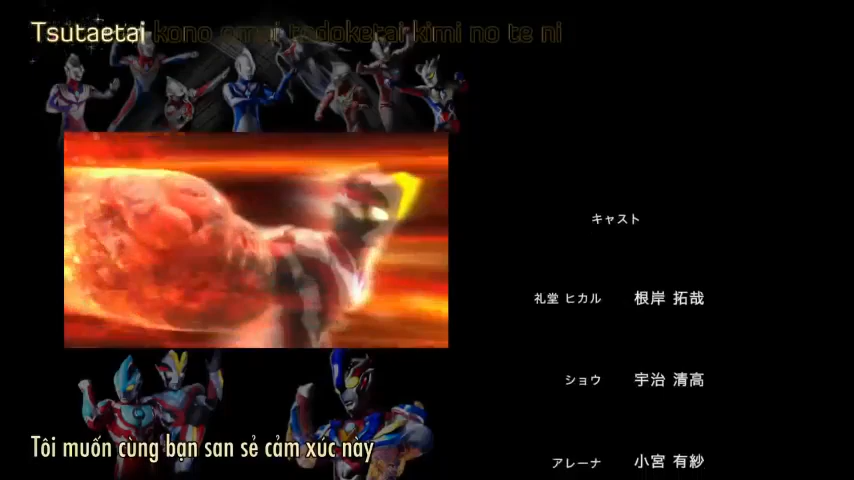 Tsutaetai kono omoi todoketai kimi no te ni
キャスト
礼堂 ヒカル 根岸 拓哉
ショウ 宇治 清高
アレーナ 小宮 有紗
Tôi muốn cùng bạn san sẻ cảm xúc này